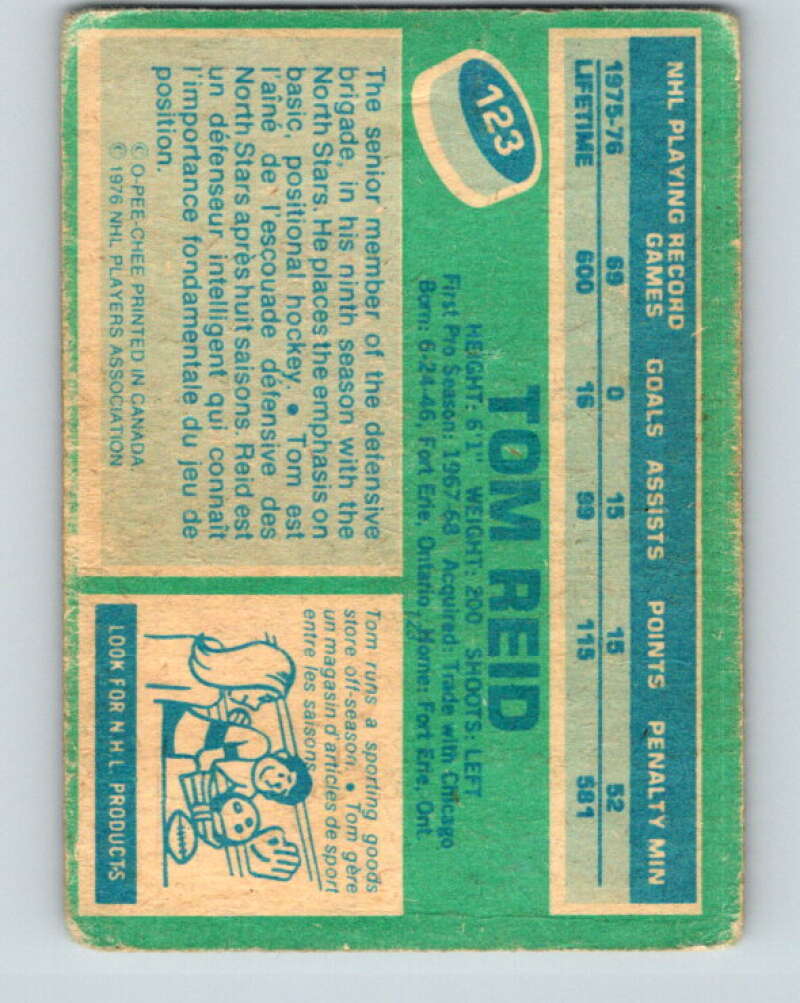 NHL PLAYING RECORD
GAMES GOALS ASSISTS POINTS PENALTY MIN
1975-76 69 0 15 15 52
LIFETIME 600 16 99 115 581
123
TOM REID
HEIGHT: 6'1" WEIGHT: 200 SHOOTS: LEFT
First Pro Season: 1967-68 Acquired: Trade with Chicago
Born: 6-24-46, Fort Erie, Ontario, Home: Fort Erie, Ont.
The senior member of the defensive
brigade, in his ninth season with the
North Stars. He places the emphasis on
basic, positional hockey. • Tom est
l'aîné de l'escouade défensive des
North Stars après huit saisons. Reid est
un défenseur intelligent qui connaît
l'importance fondamentale du jeu de
position.
© O-PEE-CHEE PRINTED IN CANADA.
© 1976 NHL PLAYERS ASSOCIATION
Tom runs a sporting goods
store off-season. • Tom gère
un magasin d'articles de sport
entre les saisons.
LOOK FOR N.H.L. PRODUCTS